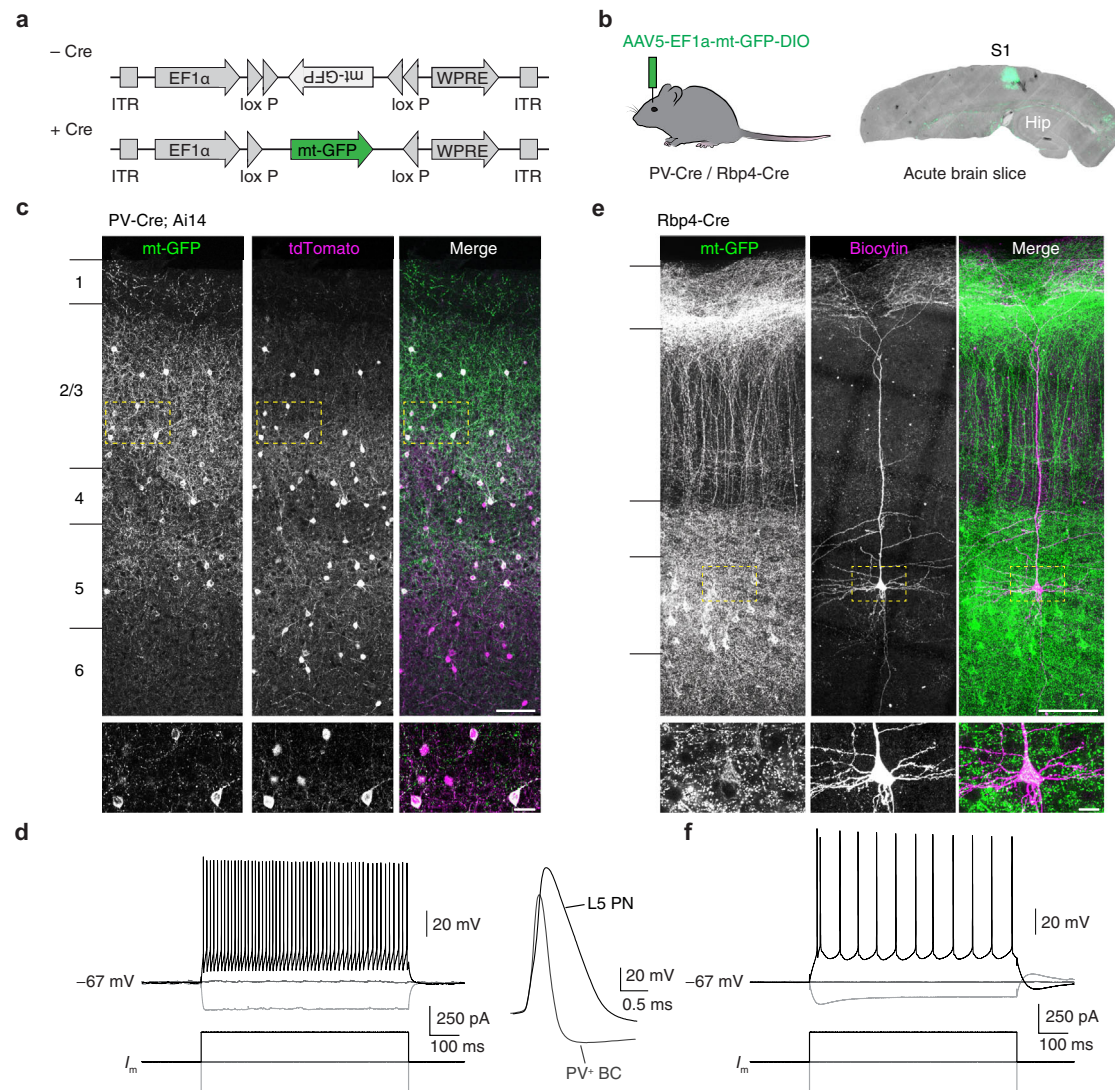 a
– Cre
EF1α
mt-GFP
WPRE
ITR
lox P
lox P
ITR
+ Cre
EF1α
mt-GFP
WPRE
ITR
lox P
lox P
ITR
b
AAV5-EF1a-mt-GFP-DIO
S1
Hip
PV-Cre / Rbp4-Cre
Acute brain slice
c
PV-Cre; Ai14
mt-GFP
tdTomato
Merge
1
2/3
4
5
6
e
Rbp4-Cre
mt-GFP
Biocytin
Merge
d
20 mV
–67 mV
250 pA
100 ms
Im
L5 PN
20 mV
0.5 ms
PV+ BC
f
20 mV
–67 mV
250 pA
100 ms
Im